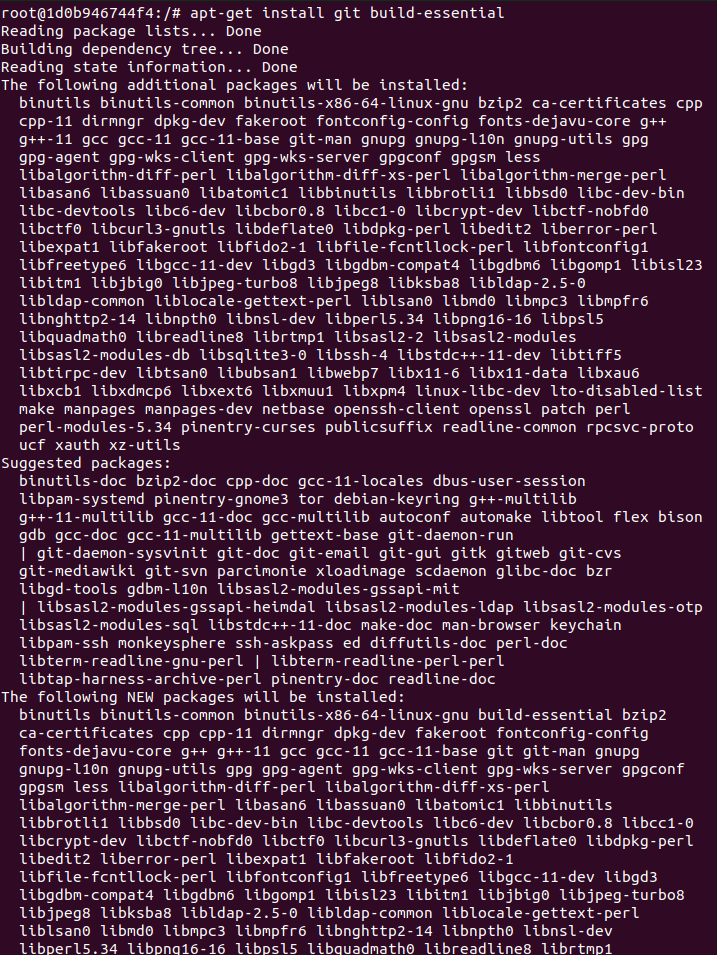 root@1d0b946744f4:/# apt-get install git build-essential
Reading package lists... Done
Building dependency tree... Done
Reading state information... Done
The following additional packages will be installed:
  binutils binutils-common binutils-x86-64-linux-gnu bzip2 ca-certificates cpp
  cpp-11 dirmngr dpkg-dev fakeroot fontconfig-config fonts-dejavu-core g++
  g++-11 gcc gcc-11 gcc-11-base git-man gnupg gnupg-l10n gnupg-utils gpg
  gpg-agent gpg-wks-client gpg-wks-server gpgconf gpgsm less
  libalgorithm-diff-perl libalgorithm-diff-xs-perl libalgorithm-merge-perl
  libasan6 libassuan0 libatomic1 libbinutils libbrotli1 libbsd0 libc-dev-bin
  libc-devtools libc6-dev libcbor0.8 libcc1-0 libcrypt-dev libctf-nobfd0
  libctf0 libcurl3-gnutls libdeflate0 libdpkg-perl libedit2 liberror-perl
  libexpat1 libfakeroot libfido2-1 libfile-fcntllock-perl libfontconfig1
  libfreetype6 libgcc-11-dev libgd3 libgdbm-compat4 libgdbm6 libgomp1 libisl23
  libitm1 libjbig0 libjpeg-turbo8 libjpeg8 libksba8 libldap-2.5-0
  libldap-common liblocale-gettext-perl liblsan0 libmd0 libmpc3 libmpfr6
  libnghttp2-14 libnpth0 libnsl-dev libperl5.34 libpng16-16 libpsl5
  libquadmath0 libreadline8 librtmp1 libsasl2-2 libsasl2-modules
  libsasl2-modules-db libsqlite3-0 libssh-4 libstdc++-11-dev libtiff5
  libtirpc-dev libtsan0 libubsan1 libwebp7 libx11-6 libx11-data libxau6
  libxcb1 libxdmcp6 libxext6 libxmuu1 libxpm4 linux-libc-dev lto-disabled-list
  make manpages manpages-dev netbase openssh-client openssl patch perl
  perl-modules-5.34 pinentry-curses publicsuffix readline-common rpcsvc-proto
  ucf xauth xz-utils
Suggested packages:
  binutils-doc bzip2-doc cpp-doc gcc-11-locales dbus-user-session
  libpam-systemd pinentry-gnome3 tor debian-keyring g++-multilib
  g++-11-multilib gcc-11-doc gcc-multilib autoconf automake libtool flex bison
  gdb gcc-doc gcc-11-multilib gettext-base git-daemon-run
  | git-daemon-sysvinit git-doc git-email git-gui gitk gitweb git-cvs
  git-mediawiki git-svn parcimonie xloadimage scdaemon glibc-doc bzr
  libgd-tools gdbm-l10n libsasl2-modules-gssapi-mit
  | libsasl2-modules-gssapi-heimdal libsasl2-modules-ldap libsasl2-modules-otp
  libsasl2-modules-sql libstdc++-11-doc make-doc man-browser keychain
  libpam-ssh monkeysphere ssh-askpass ed diffutils-doc perl-doc
  libterm-readline-gnu-perl | libterm-readline-perl-perl
  libtap-harness-archive-perl pinentry-doc readline-doc
The following NEW packages will be installed:
  binutils binutils-common binutils-x86-64-linux-gnu build-essential bzip2
  ca-certificates cpp cpp-11 dirmngr dpkg-dev fakeroot fontconfig-config
  fonts-dejavu-core g++ g++-11 gcc gcc-11 gcc-11-base git git-man gnupg
  gnupg-l10n gnupg-utils gpg gpg-agent gpg-wks-client gpg-wks-server gpgconf
  gpgsm less libalgorithm-diff-perl libalgorithm-diff-xs-perl
  libalgorithm-merge-perl libasan6 libassuan0 libatomic1 libbinutils
  libbrotli1 libbsd0 libc-dev-bin libc-devtools libc6-dev libcbor0.8 libcc1-0
  libcrypt-dev libctf-nobfd0 libctf0 libcurl3-gnutls libdeflate0 libdpkg-perl
  libedit2 liberror-perl libexpat1 libfakeroot libfido2-1
  libfile-fcntllock-perl libfontconfig1 libfreetype6 libgcc-11-dev libgd3
  libgdbm-compat4 libgdbm6 libgomp1 libisl23 libitm1 libjbig0 libjpeg-turbo8
  libjpeg8 libksba8 libldap-2.5-0 libldap-common liblocale-gettext-perl
  liblsan0 libmd0 libmpc3 libmpfr6 libnghttp2-14 libnpth0 libnsl-dev
  libperl5.34 libpng16-16 libpsl5 libquadmath0 libreadline8 librtmp1